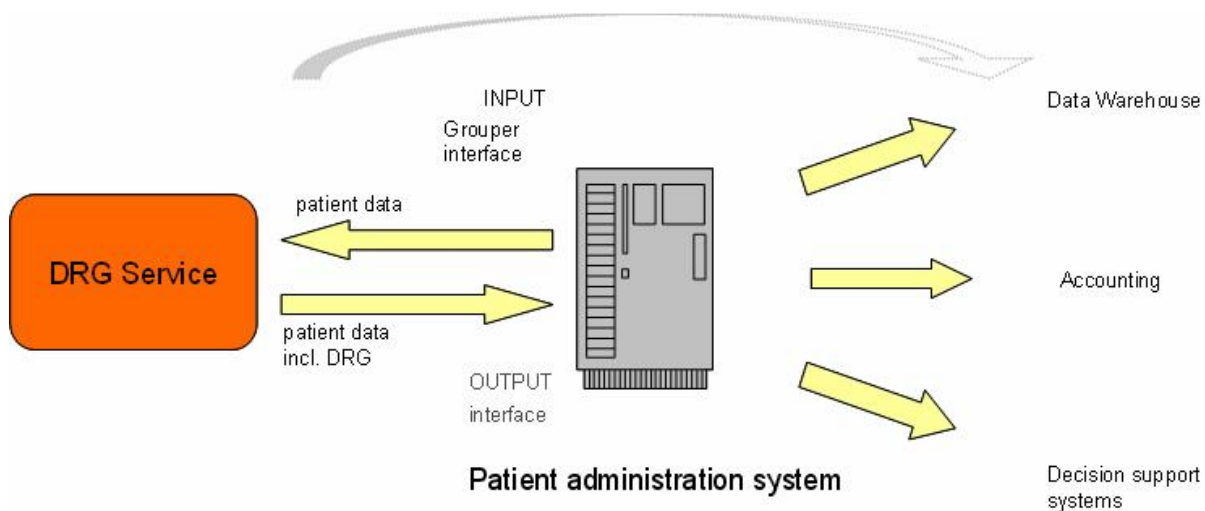 INPUT
Grouper
interface
Data Warehouse
patient data
DRG Service
patient data
incl. DRG
Accounting
OUTPUT
interface
Patient administration system
Decision support
systems